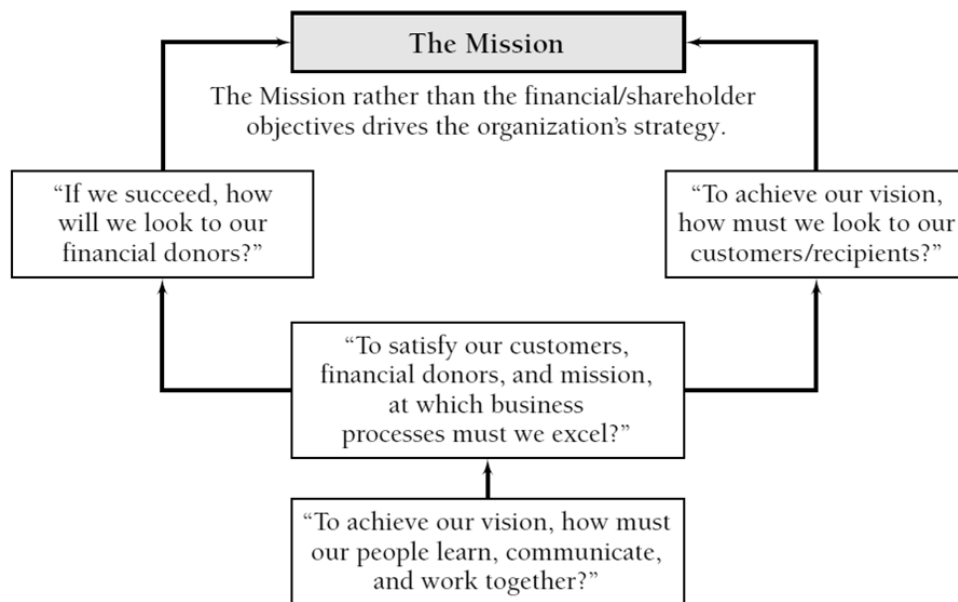 The Mission
The Mission rather than the financial/shareholder
objectives drives the organization’s strategy.
“If we succeed, how
will we look to our
financial donors?”
“To achieve our vision,
how must we look to our
customers/recipients?”
“To satisfy our customers,
financial donors, and mission,
at which business
processes must we excel?”
“To achieve our vision, how must
our people learn, communicate,
and work together?”